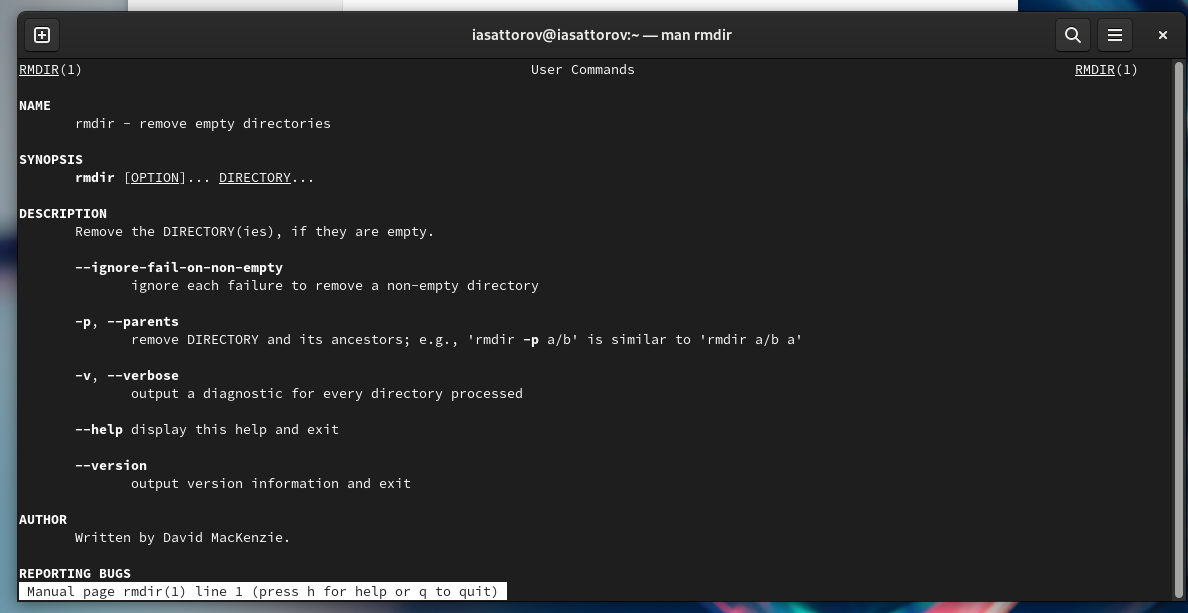 iasattorov@iasattorov:~ — man rmdir
RMDIR(1) User Commands RMDIR(1)
NAME
rmdir - remove empty directories
SYNOPSIS
rmdir [OPTION]... DIRECTORY...
DESCRIPTION
Remove the DIRECTORY(ies), if they are empty.
--ignore-fail-on-non-empty
ignore each failure to remove a non-empty directory
-p, --parents
remove DIRECTORY and its ancestors; e.g., 'rmdir -p a/b' is similar to 'rmdir a/b a'
-v, --verbose
output a diagnostic for every directory processed
--help display this help and exit
--version
output version information and exit
AUTHOR
Written by David MacKenzie.
REPORTING BUGS
Manual page rmdir(1) line 1 (press h for help or q to quit)